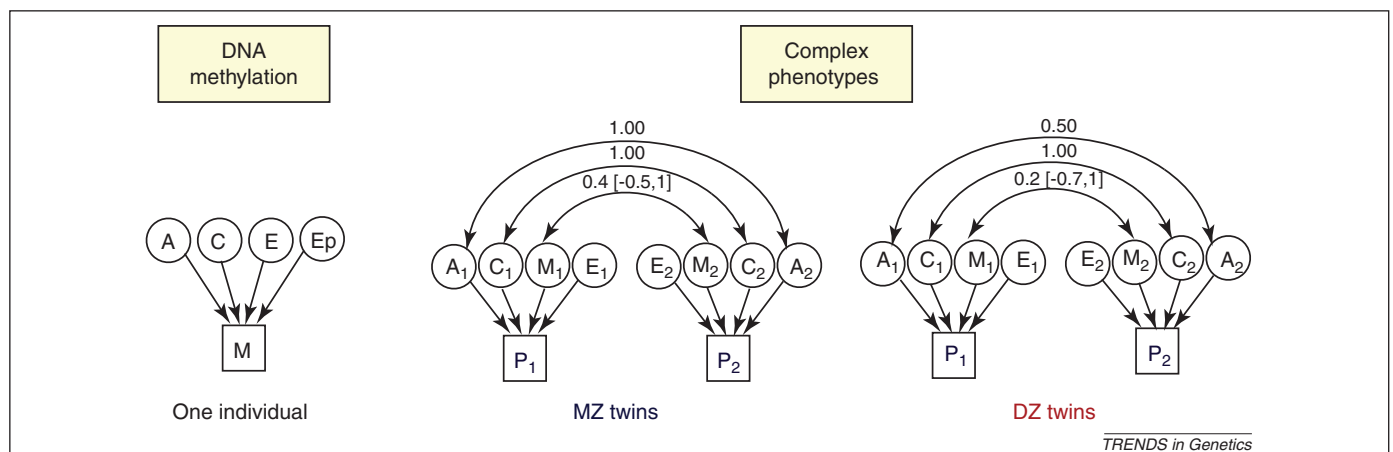 DNA
methylation
Complex
phenotypes
1.00
1.00
0.4 [-0.5,1]
0.50
1.00
0.2 [-0.7,1]
A C E Ep
M
A1 C1 M1 E1 E2 M2 C2 A2
P1 P2
A1 C1 M1 E1 E2 M2 C2 A2
P1 P2
One individual
MZ twins
DZ twins
TRENDS in Genetics